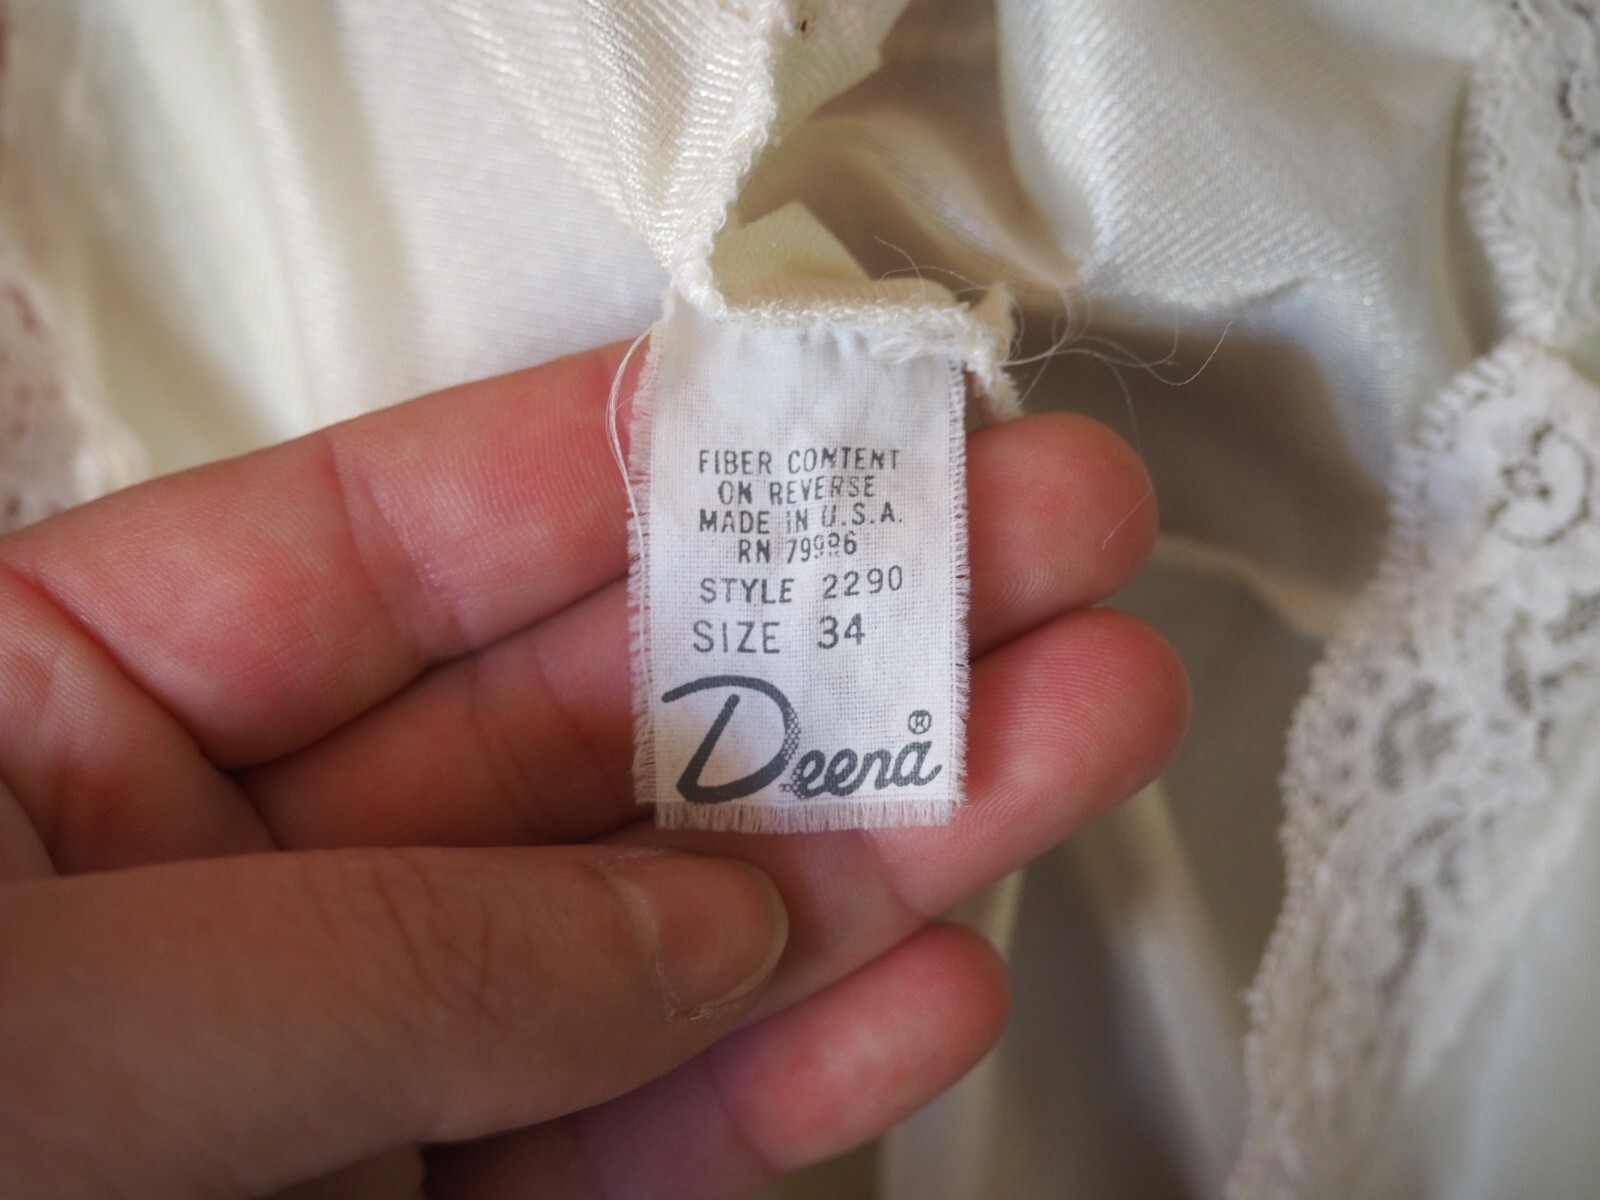 FIBER CONTENT
ON REVERSE
MADE IN U.S.A.
RN
STYLE 2290
SIZE 34
Deena®